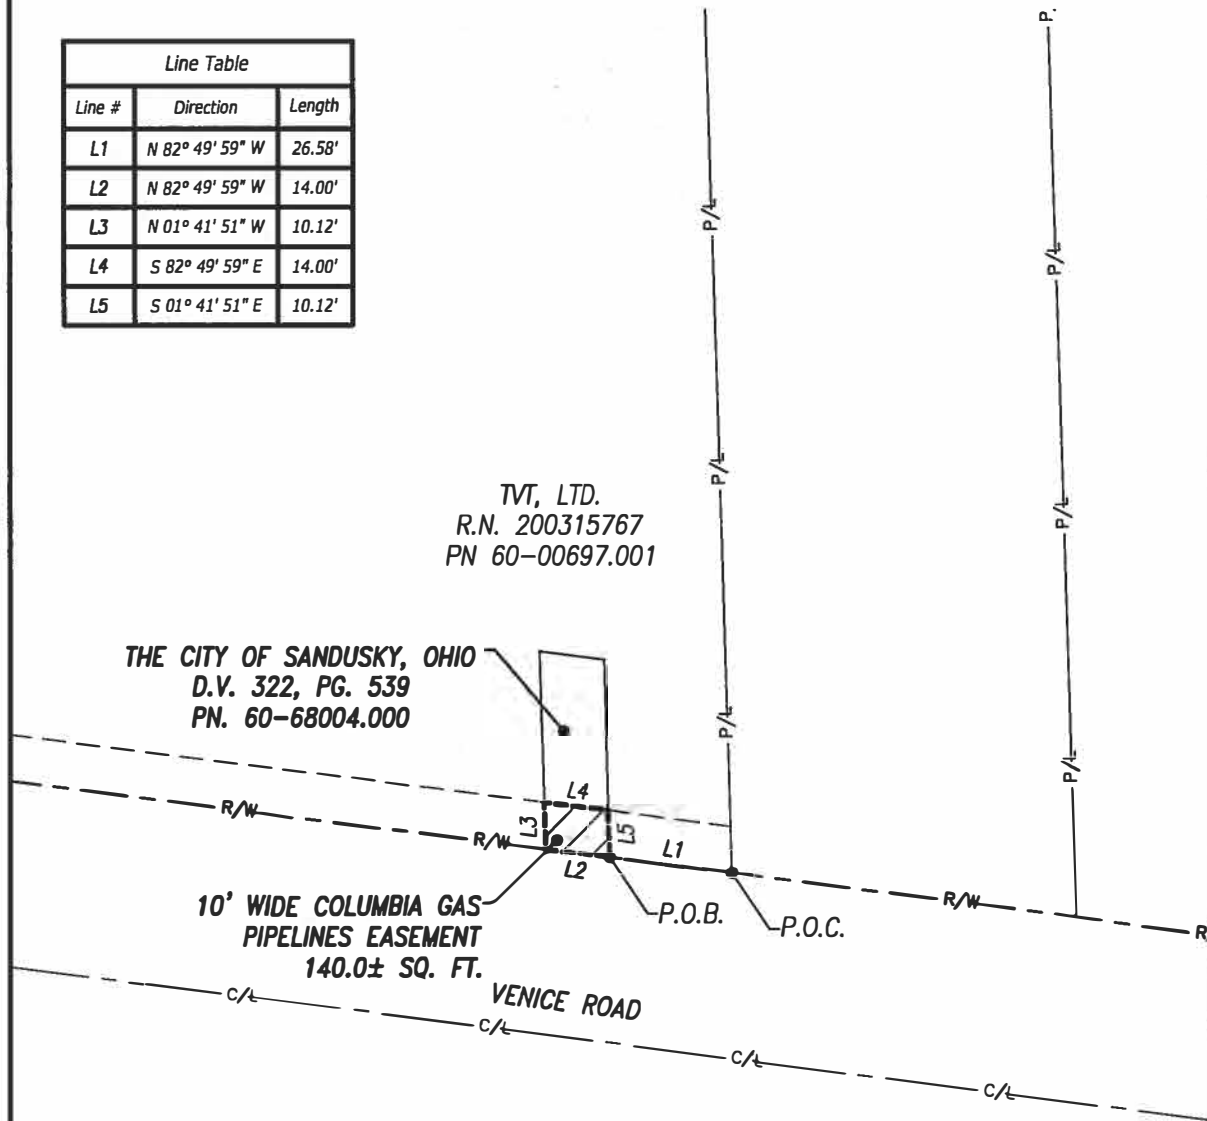 Line Table
Line # Direction Length
L1 N 82° 49' 59" W 26.58'
L2 N 82° 49' 59" W 14.00'
L3 N 01° 41' 51" W 10.12'
L4 S 82° 49' 59" E 14.00'
L5 S 01° 41' 51" E 10.12'
P.
P/L
P/L
P/L
P/L
P/L
P/L
TVT, LTD.
R.N. 200315767
PN 60-00697.001
THE CITY OF SANDUSKY, OHIO
D.V. 322, PG. 539
PN. 60-68004.000
R/W
R/W
L3
L4
L5
L2
L1
R/W
R
P.O.B.
P.O.C.
10' WIDE COLUMBIA GAS
PIPELINES EASEMENT
140.0± SQ. FT.
VENICE ROAD
C/L
C/L
C/L
C/L